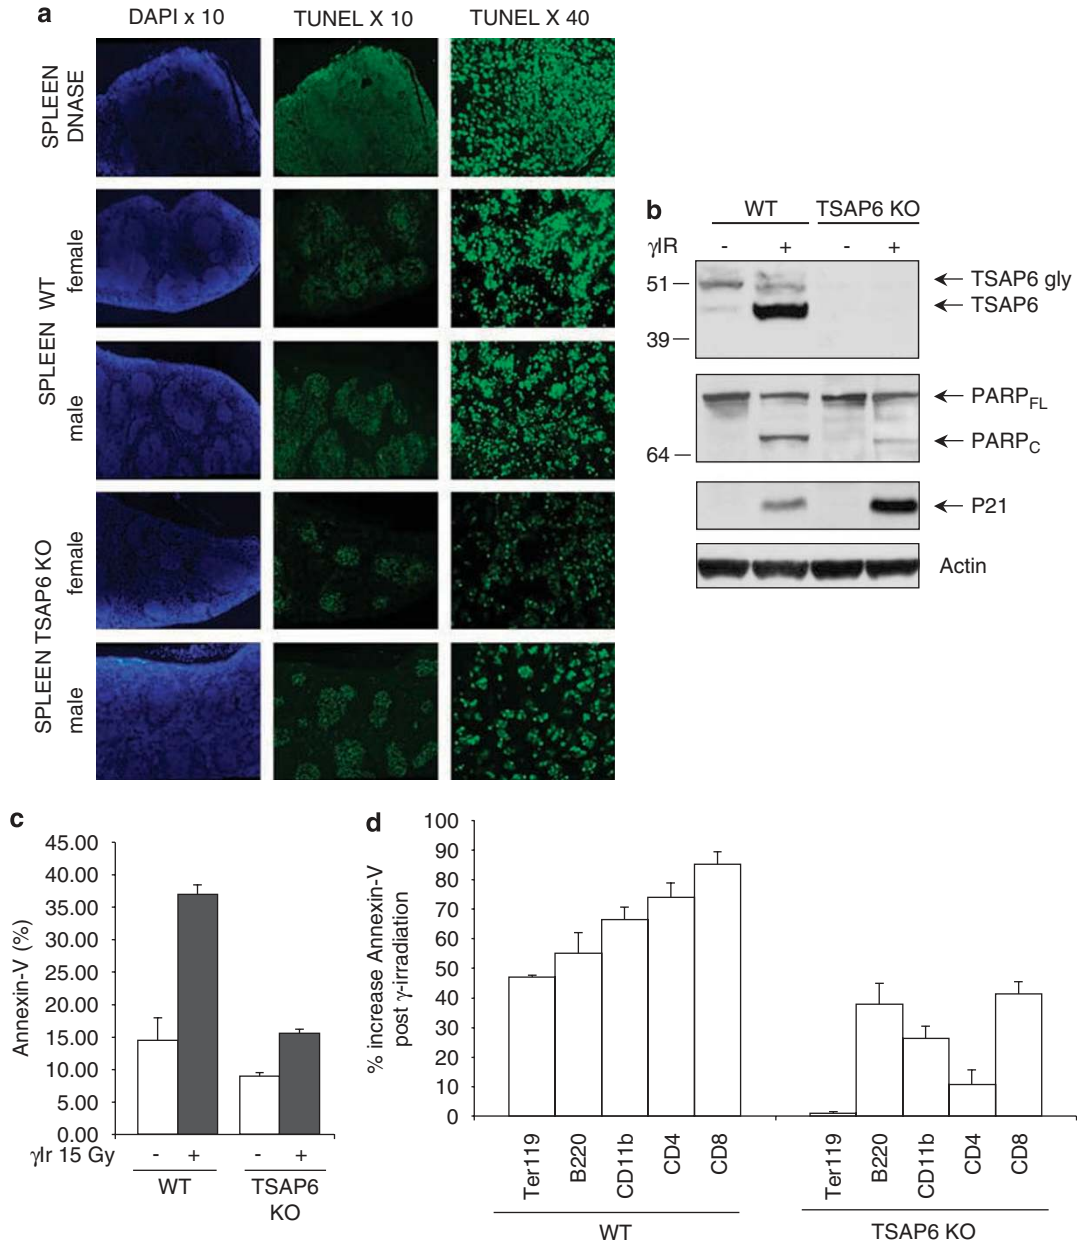 a
DAPI x 10
TUNEL X 10
TUNEL X 40
SPLEEN
DNASE
SPLEEN WT
female
male
SPLEEN TSAP6 KO
female
male
b
WT
TSAP6 KO
γIR
- + - +
51
39
TSAP6 gly
TSAP6
PARPFL
PARPC
64
P21
Actin
c
Annexin-V (%)
45.00
40.00
35.00
30.00
25.00
20.00
15.00
10.00
5.00
0.00
γIr 15 Gy - + - +
WT
TSAP6
KO
d
% increase Annexin-V
post γ-irradiation
100
90
80
70
60
50
40
30
20
10
0
Ter119
B220
CD11b
CD4
CD8
Ter119
B220
CD11b
CD4
CD8
WT
TSAP6 KO